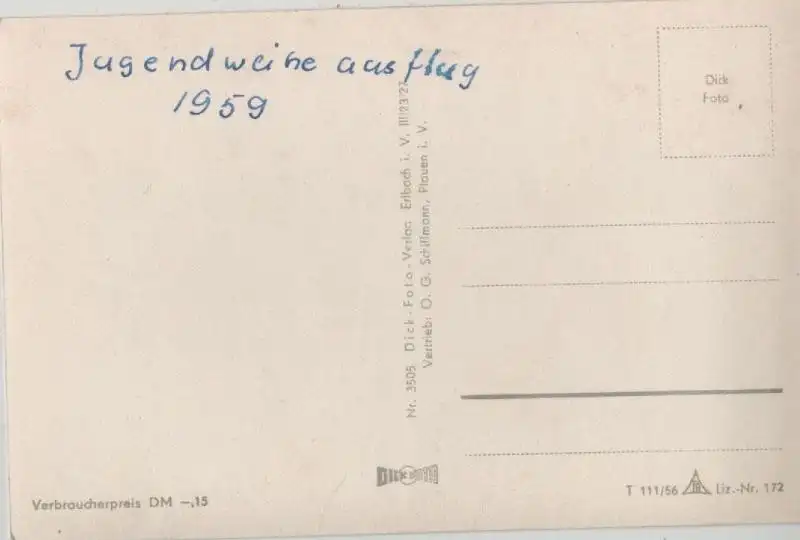 Jugendweihe ausflug
1959
Dick
Foto
Nr. 3505 Dick-Foto-Verlag Erlbach i. V. III/23/27
Vertrieb: O. G. Schiffmann, Plauen i. V.
DICK
Verbraucherpreis DM –,15
T 111/56 Liz.-Nr. 172